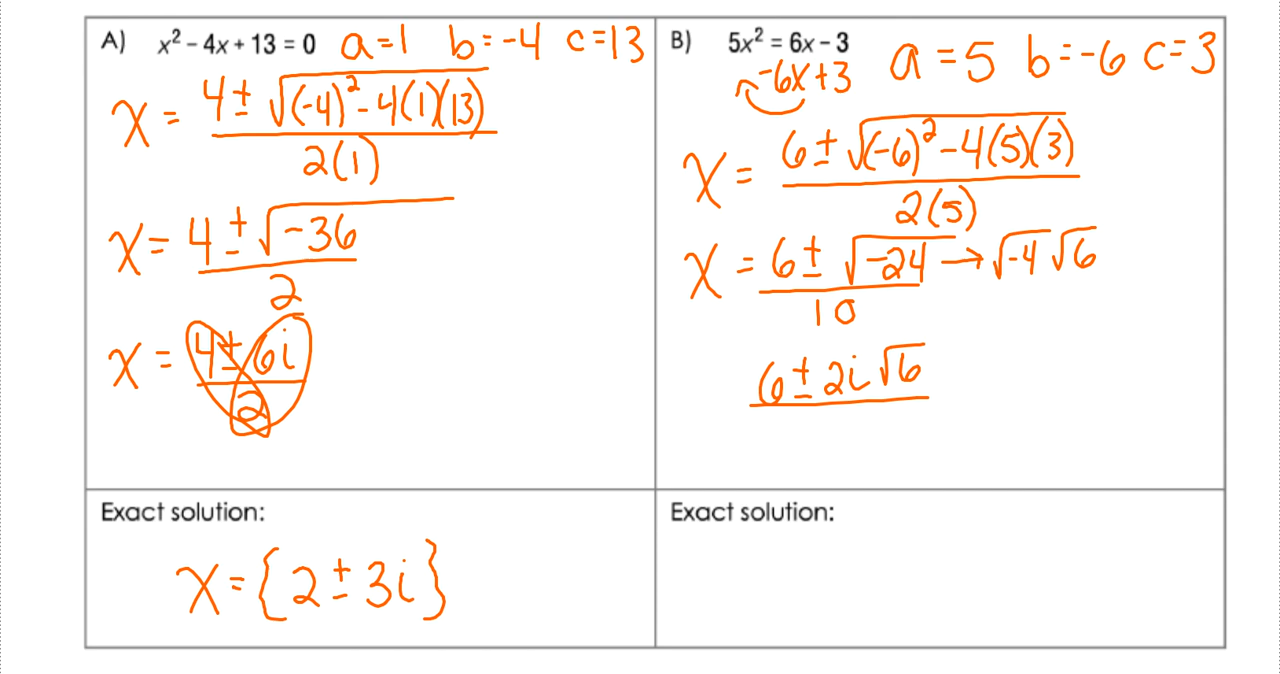 A) x² – 4x + 13 = 0 a=1 b=-4 c=13
x = 4 ± √(-4)²-4(1)(13)
2(1)
x = 4 ± √-36
2
x = 4 ± 6i
2
Exact solution:
x = {2 ± 3i}
B) 5x² = 6x – 3 a=5 b=-6 c=3
-6x+3
x = 6 ± √(-6)²-4(5)(3)
2(5)
x = 6 ± √-24 → √-4 √6
10
6 ± 2i√6
Exact solution: